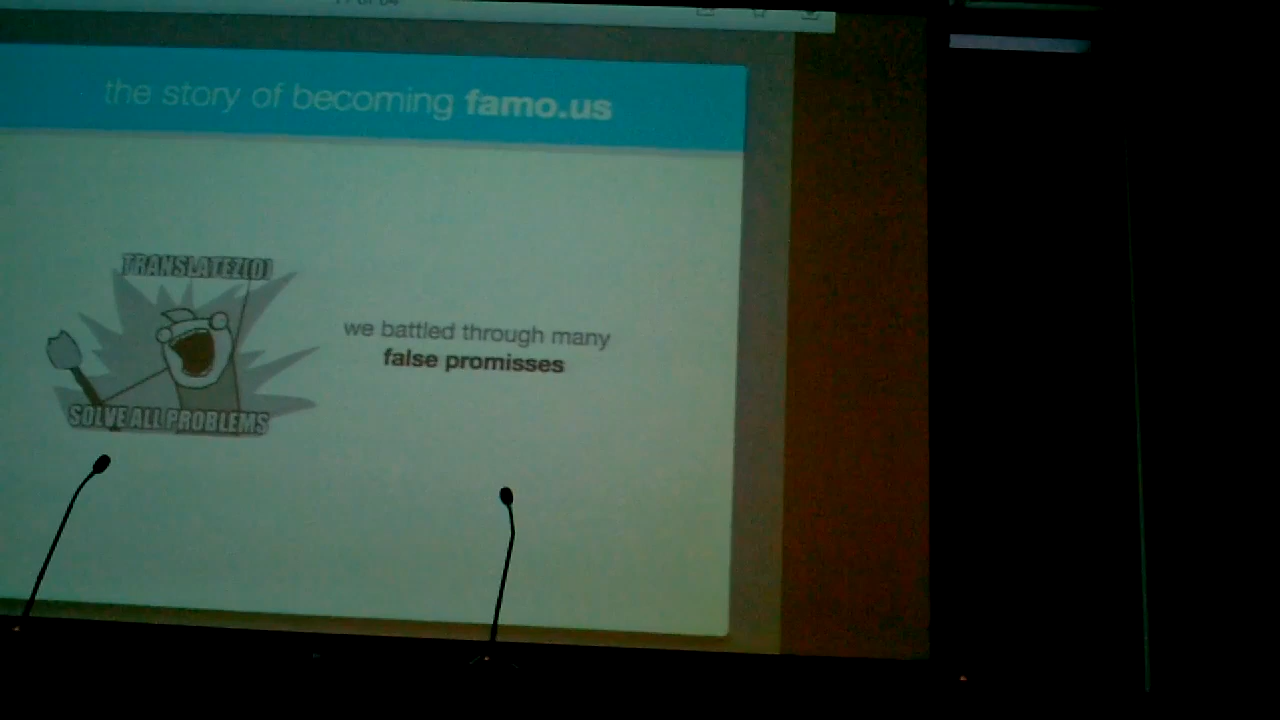 the story of becoming famo.us
TRANSLATEZ(0)
we battled through many
false promisses
SOLVE ALL PROBLEMS